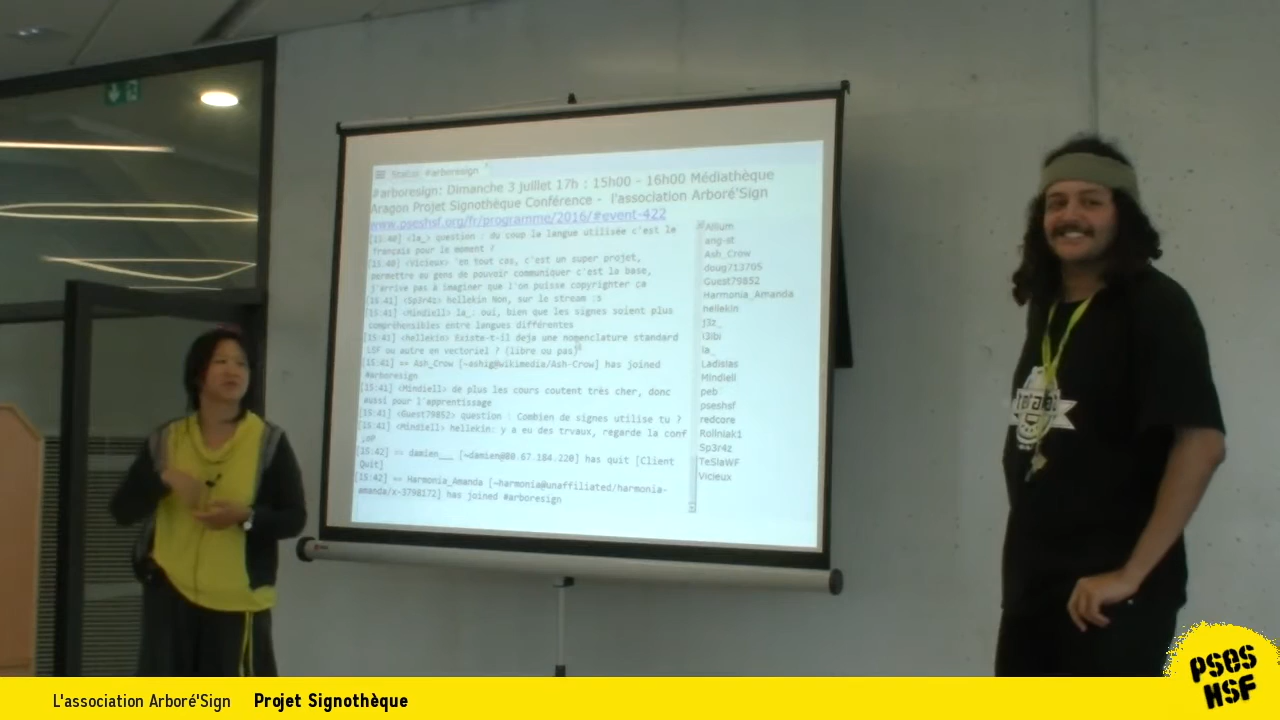 Status #arboresign
#arboresign: Dimanche 3 juillet 17h : 15h00 - 16h00 Médiathèque
Aragon Projet Signothèque Conférence - l'association Arboré'Sign
www.pseshsf.org/fr/programme/2016/#event-422
[15:40] <la_> question : du coup la langue utilisée c'est le
français pour le moment ?
[15:40] <Vicieux> 'en tout cas, c'est un super projet,
permettre au gens de pouvoir communiquer c'est la base,
j'arrive pas à imaginer que l'on puisse copyrighter ça
[15:41] <Sp3r4z> hellekin Non, sur le stream :s
[15:41] <Mindiell> la_: oui, bien que les signes soient plus
compréhensibles entre langues différentes
[15:41] <hellekin> Existe-t-il deja une nomenclature standard
LSF ou autre en vectoriel ? (libre ou pas)
[15:41] == Ash_Crow [~ashig@wikimedia/Ash-Crow] has joined
#arboresign
[15:41] <Mindiell> de plus les cours coutent très cher, donc
aussi pour l'apprentissage
[15:41] <Guest79852> question : Combien de signes utilise tu ?
[15:41] <Mindiell> hellekin: y a eu des trvaux, regarde la conf
[15:42] == damien___ [~damien@80.67.184.220] has quit [Client
Quit]
[15:42] == Harmonia_Amanda [~harmonia@unaffiliated/harmonia-
amanda/x-3798172] has joined #arboresign
Allium
ang-st
Ash_Crow
doug713705
Guest79852
Harmonia_Amanda
hellekin
j3z_
la_
Ladislas
Mindiell
peb
pseshsf
redcore
Rolinlak1
Sp3r4z
TeSlaWF
Vicieux
L'association Arboré'Sign Projet Signothèque
PSES
HSF